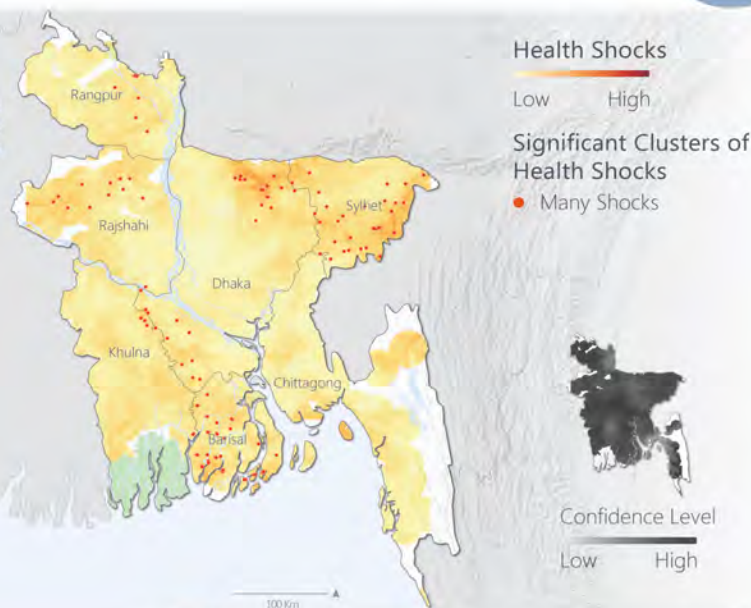 Health Shocks
Low High
Significant Clusters of
Health Shocks
Many Shocks
Rangpur
Rajshahi
Sylhet
Dhaka
Khulna
Chittagong
Barisal
Confidence Level
Low High
100 Km